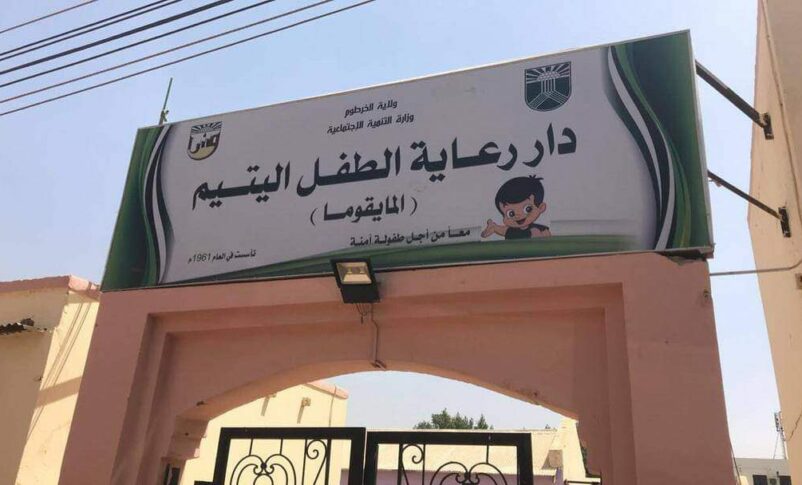 ولاية الخرطوم
وزارة التنمية الاجتماعية
دار رعاية الطفل اليتيم
(المايقوما)
معاً من أجل طفولة آمنة
تأسست في العام 1961م